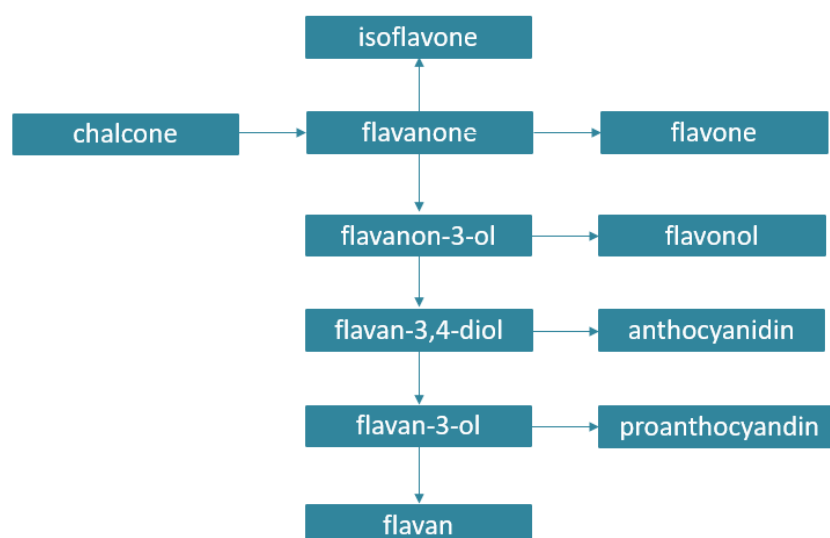 isoflavone
chalcone
flavanone
flavone
flavanon-3-ol
flavonol
flavan-3,4-diol
anthocyanidin
flavan-3-ol
proanthocyandin
flavan